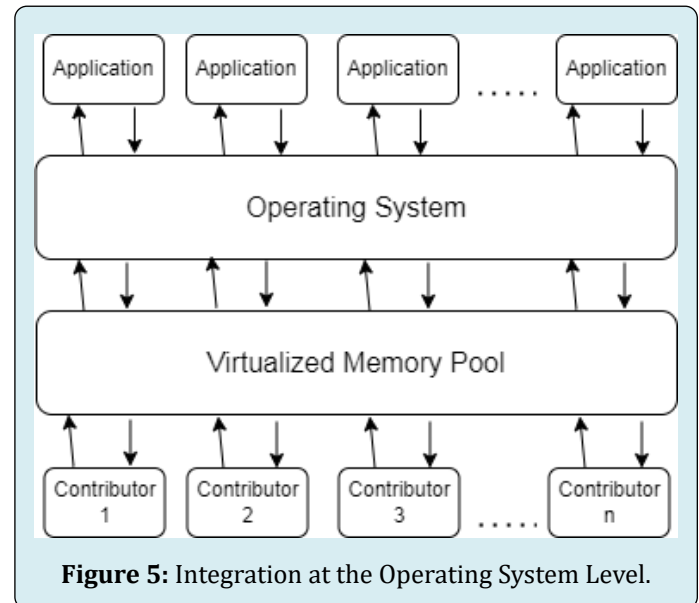 Application Application Application ..... Application
Operating System
Virtualized Memory Pool
Contributor 1 Contributor 2 Contributor 3 ..... Contributor n
Figure 5: Integration at the Operating System Level.